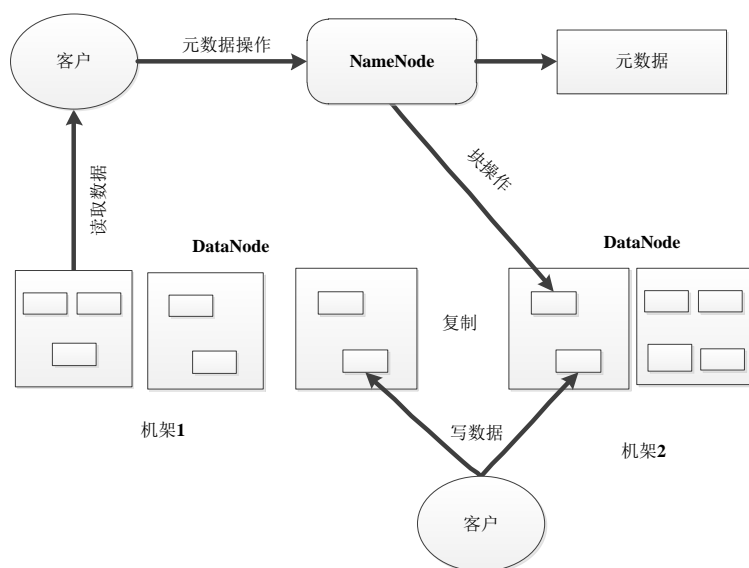 客户
元数据操作
NameNode
元数据
块操作
读取数据
DataNode
DataNode
复制
机架1
写数据
机架2
客户